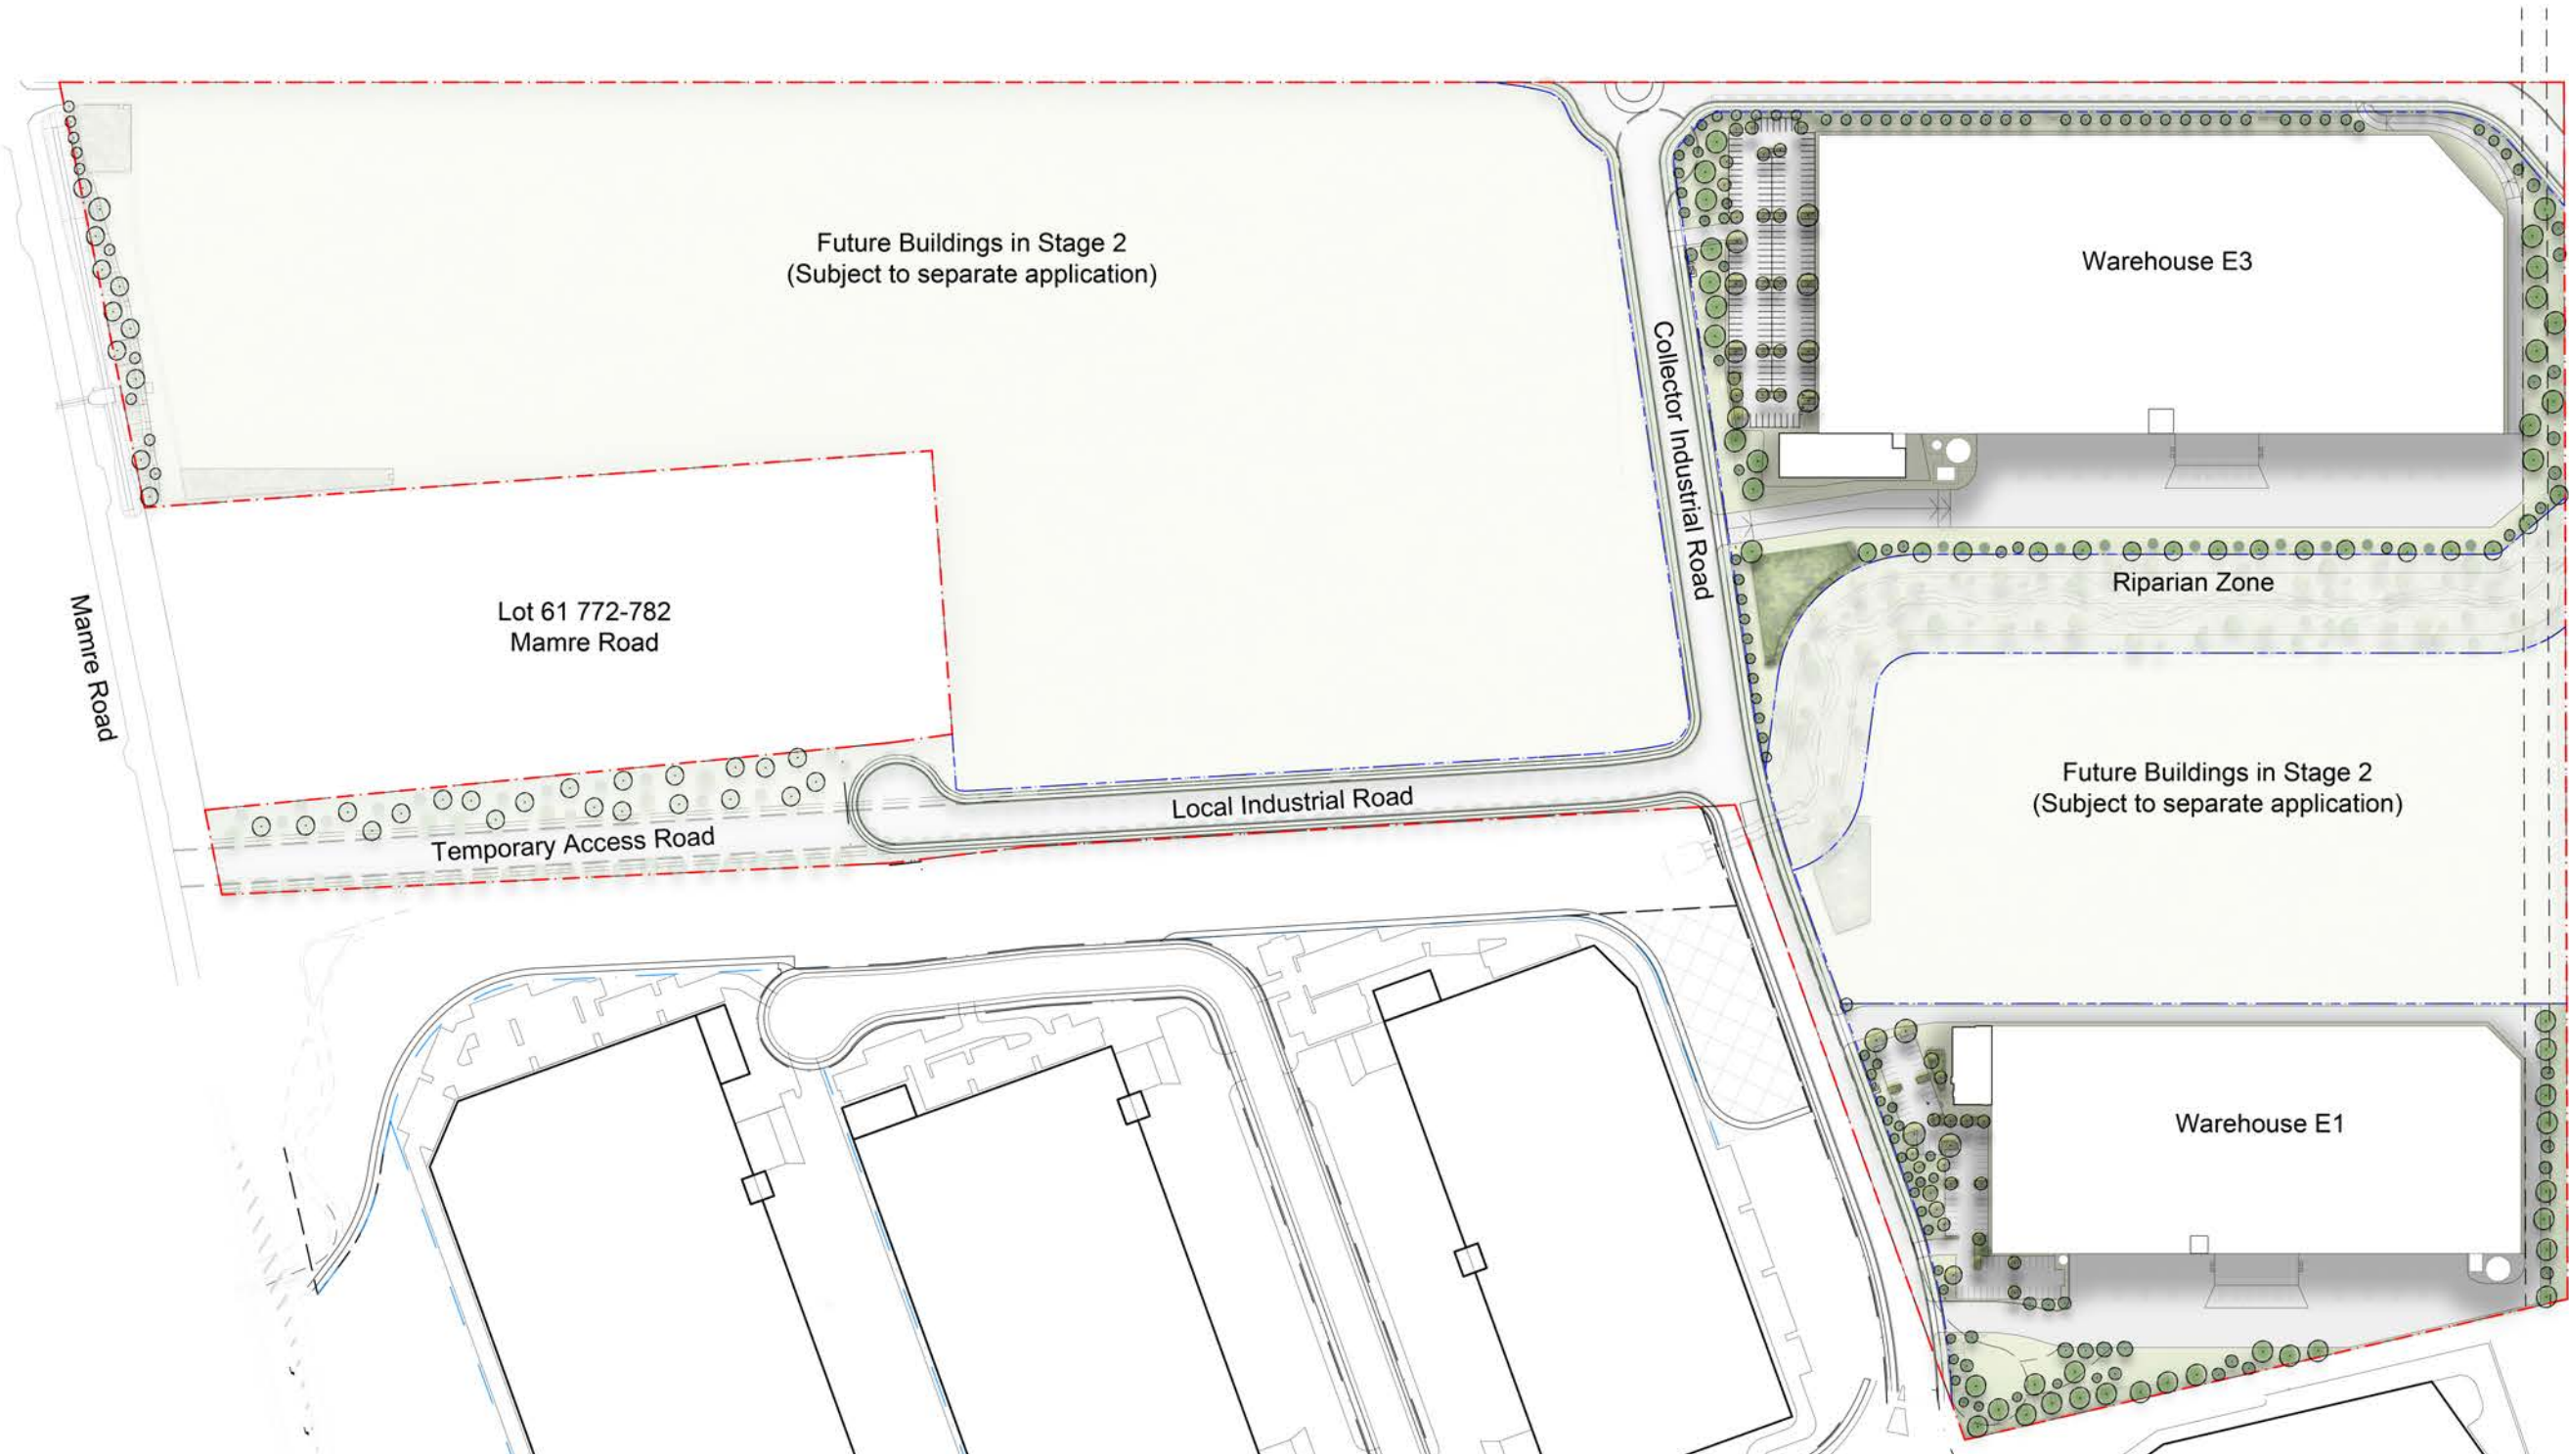 Future Buildings in Stage 2
(Subject to separate application)
Warehouse E3
Collector Industrial Road
Riparian Zone
Lot 61 772-782
Mamre Road
Mamre Road
Future Buildings in Stage 2
(Subject to separate application)
Local Industrial Road
Temporary Access Road
Warehouse E1